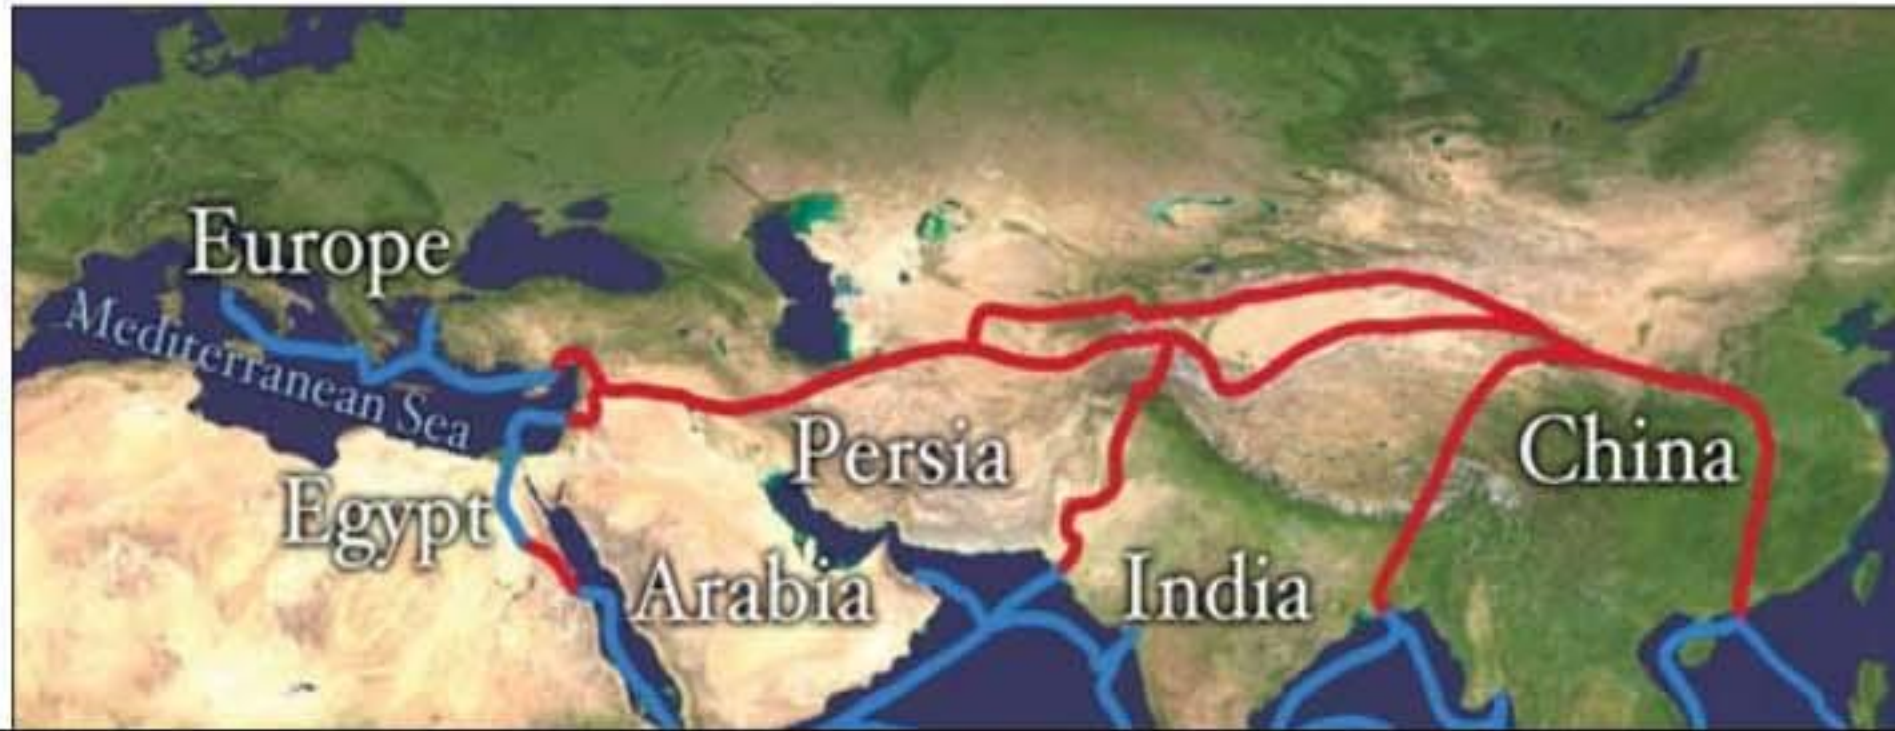 Europe
Mediterranean Sea
Persia
China
Egypt
Arabia
India